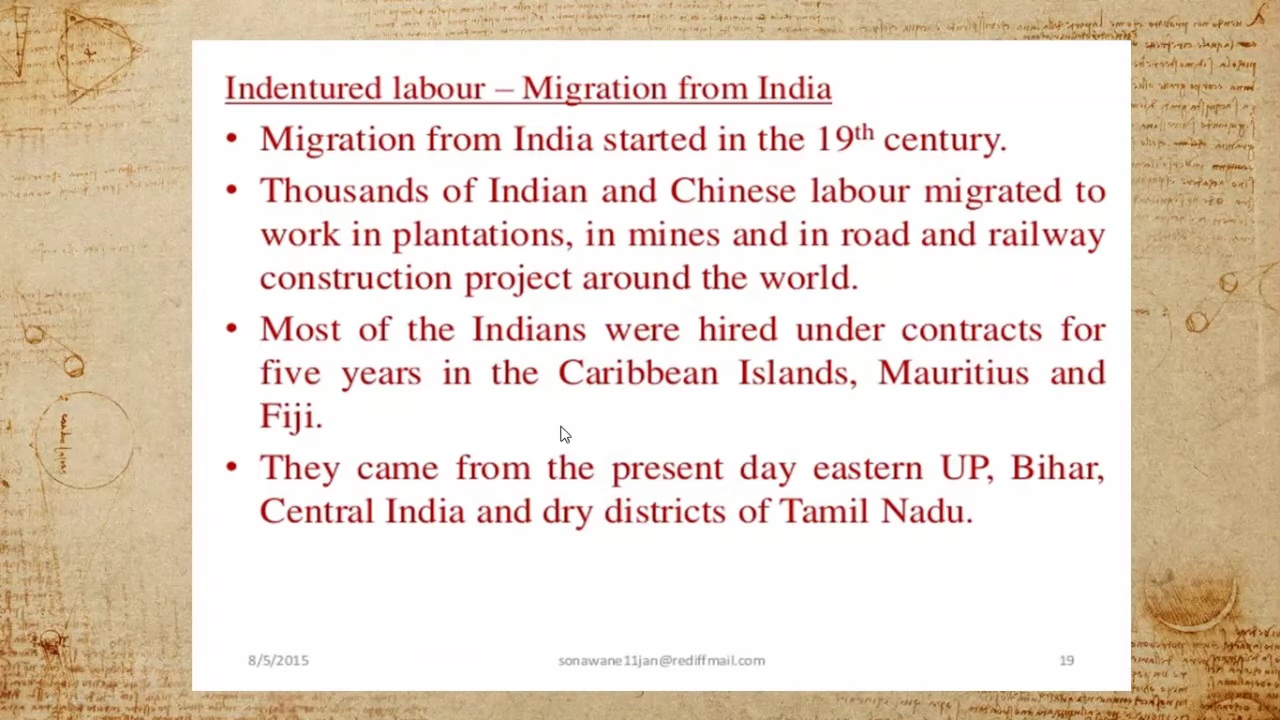 Indentured labour – Migration from India
• Migration from India started in the 19th century.
• Thousands of Indian and Chinese labour migrated to
work in plantations, in mines and in road and railway
construction project around the world.
• Most of the Indians were hired under contracts for
five years in the Caribbean Islands, Mauritius and
Fiji.
• They came from the present day eastern UP, Bihar,
Central India and dry districts of Tamil Nadu.
8/5/2015
sonawane11jan@rediffmail.com
19